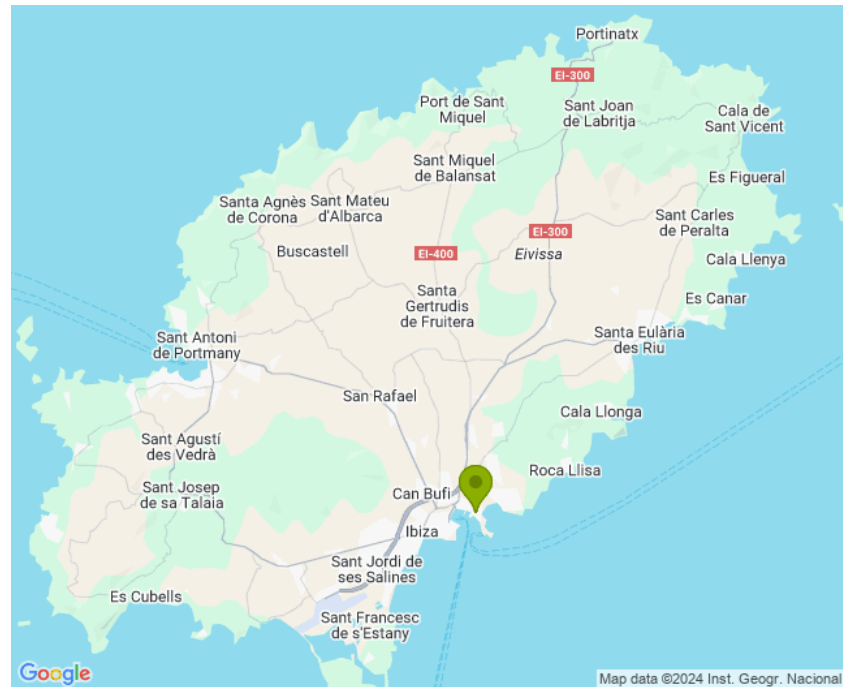 Portinatx
EI-300
Port de Sant
Miquel
Sant Joan
de Labritja
Cala de
Sant Vicent
Sant Miquel
de Balansat
Es Figueral
Santa Agnès
de Corona
Sant Mateu
d'Albarca
Sant Carles
de Peralta
EI-300
Buscastell
EI-400
Eivissa
Cala Llenya
Santa
Gertrudis
de Fruitera
Es Canar
Sant Antoni
de Portmany
Santa Eulària
des Riu
San Rafael
Cala Llonga
Sant Agustí
des Vedrà
Roca Llisa
Sant Josep
de sa Talaia
Can Bufi
Ibiza
Sant Jordi de
ses Salines
Es Cubells
Sant Francesc
de s'Estany
Google
Map data ©2024 Inst. Geogr. Nacional